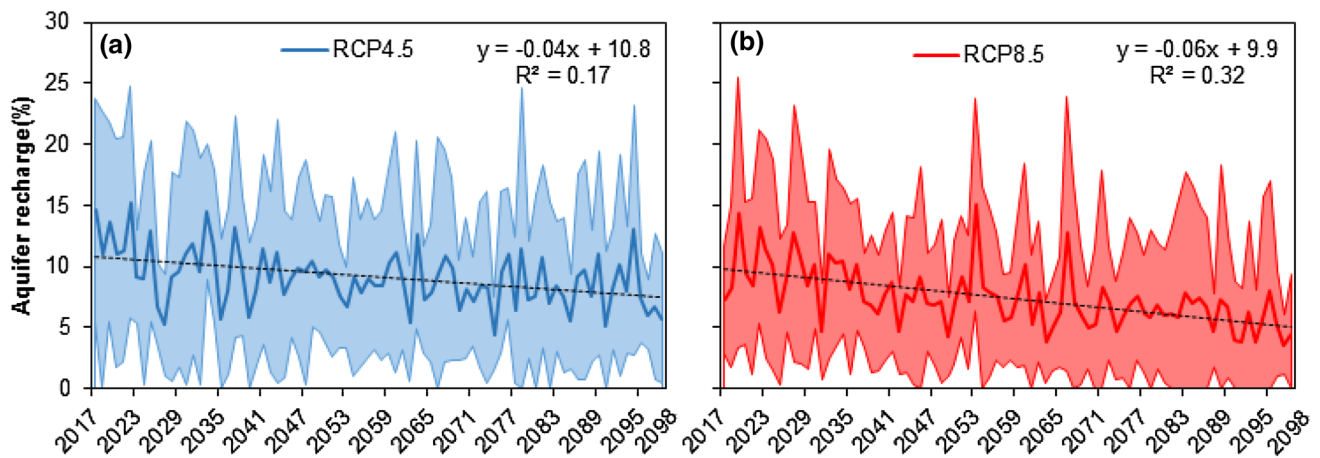 Aquifer recharge(%)
30
25
20
15
10
5
0
(a)
RCP4.5
y = -0.04x + 10.8
R² = 0.17
2017 2023 2029 2035 2041 2047 2053 2059 2065 2071 2077 2083 2089 2095 2098
(b)
RCP8.5
y = -0.06x + 9.9
R² = 0.32
2017 2023 2029 2035 2041 2047 2053 2059 2065 2071 2077 2083 2089 2095 2098